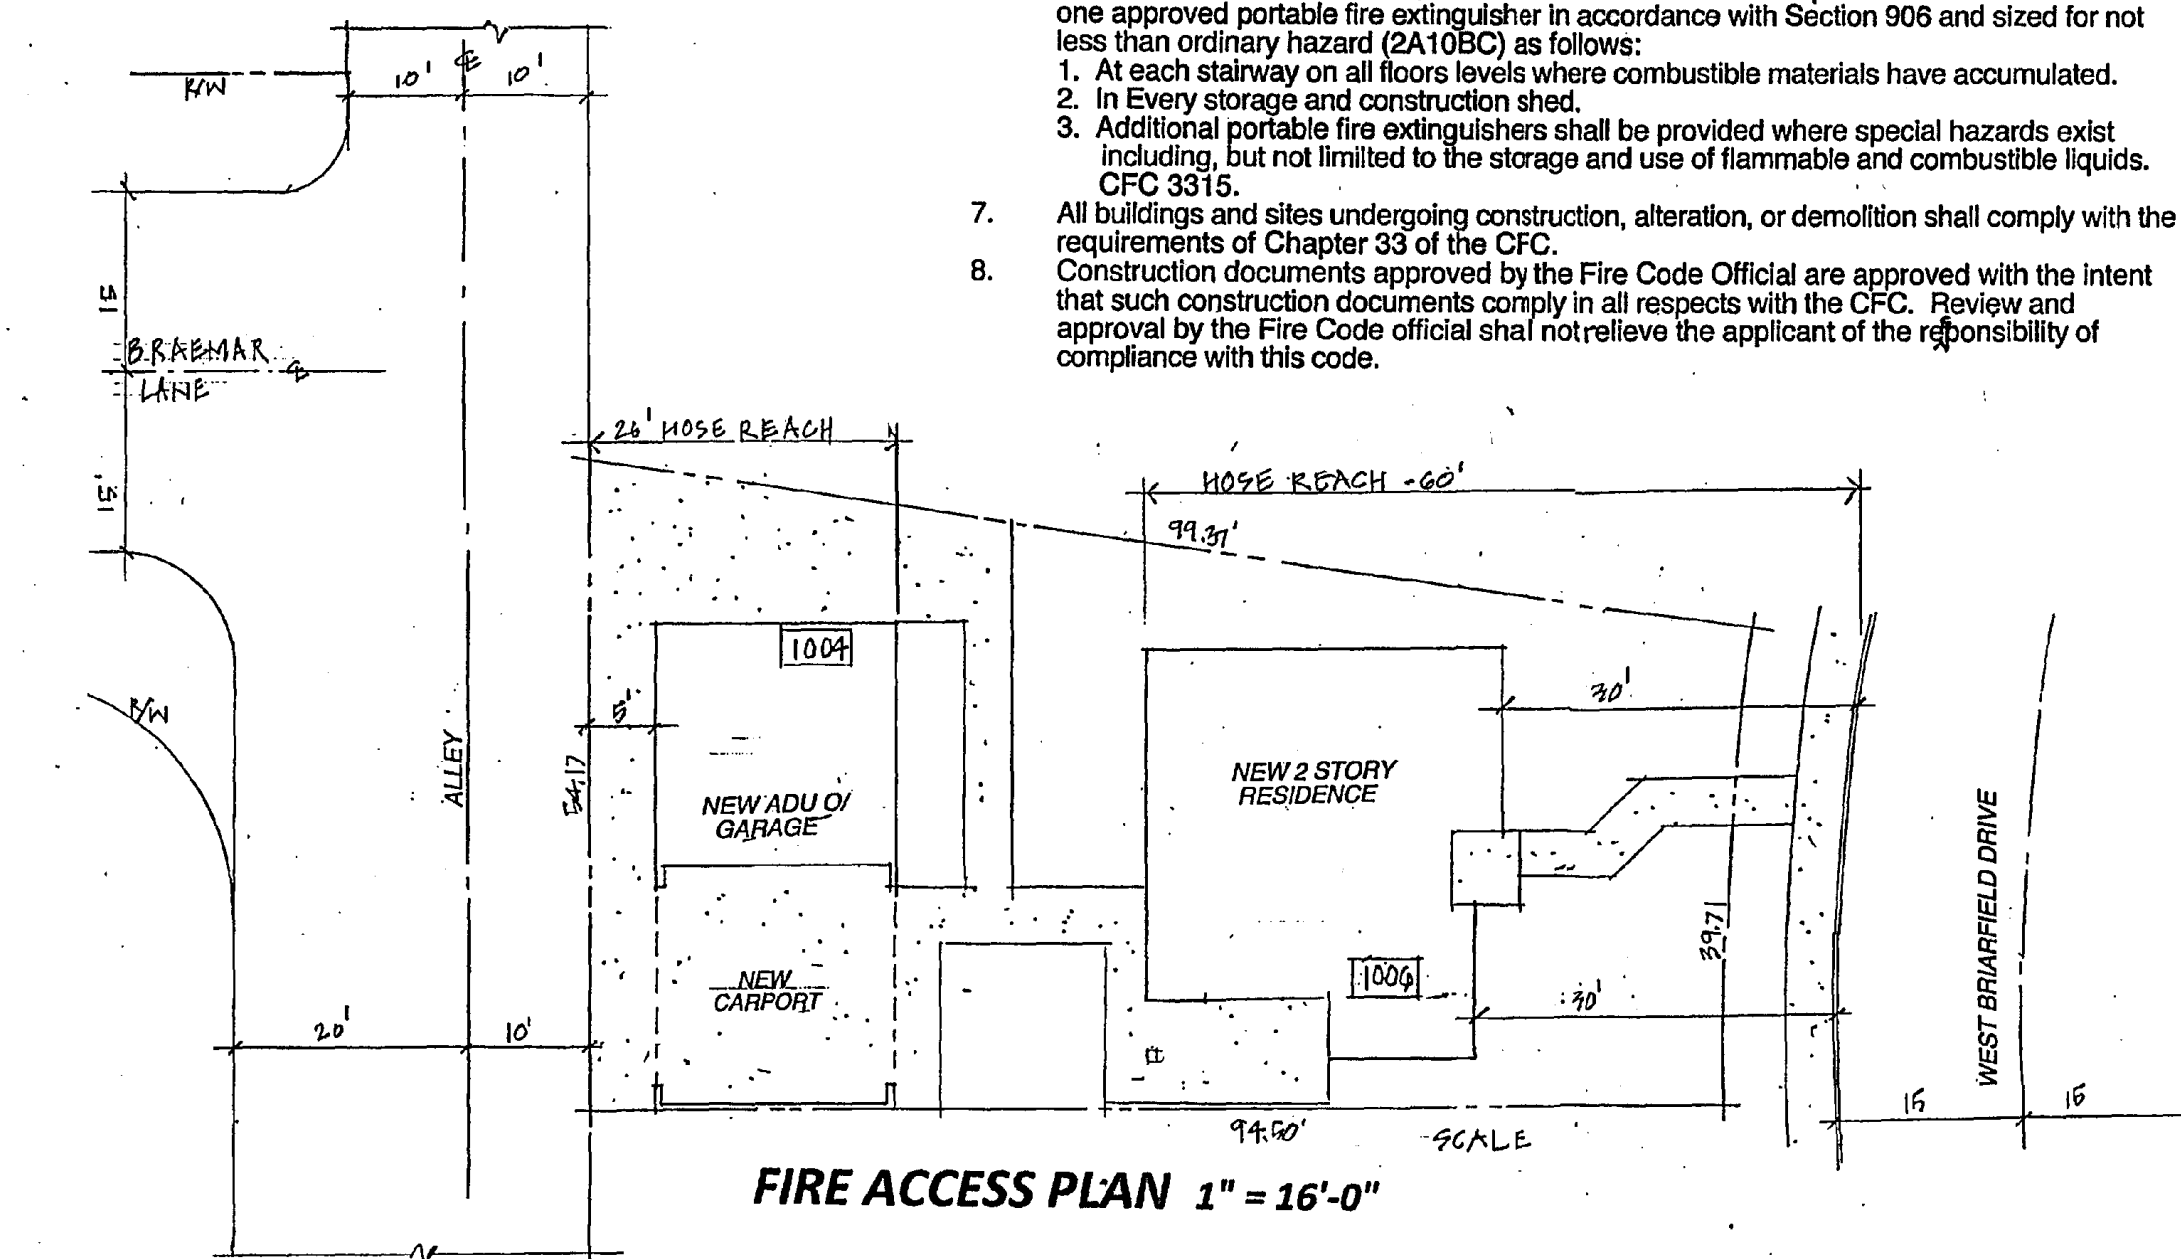 one approved portable fire extinguisher in accordance with Section 906 and sized for not
less than ordinary hazard (2A10BC) as follows:
1. At each stairway on all floors levels where combustible materials have accumulated.
2. In Every storage and construction shed.
3. Additional portable fire extinguishers shall be provided where special hazards exist
including, but not limilted to the storage and use of flammable and combustible liquids.
CFC 3315.
7. All buildings and sites undergoing construction, alteration, or demolition shall comply with the
requirements of Chapter 33 of the CFC.
8. Construction documents approved by the Fire Code Official are approved with the intent
that such construction documents comply in all respects with the CFC. Review and
approval by the Fire Code official shal not relieve the applicant of the reponsibility of
compliance with this code.
R/W
10' ℄ 10'
15
BRAEMAR
℄
LANE
15'
26' HOSE REACH
HOSE REACH - 60'
99.37'
1004
R/W
5'
30'
ALLEY
54.17
NEW ADU O/
GARAGE
NEW 2 STORY
RESIDENCE
39.71
WEST BRIARFIELD DRIVE
NEW
CARPORT
1006
30'
20'
10'
15
15
94.50'
SCALE
FIRE ACCESS PLAN 1" = 16'-0"